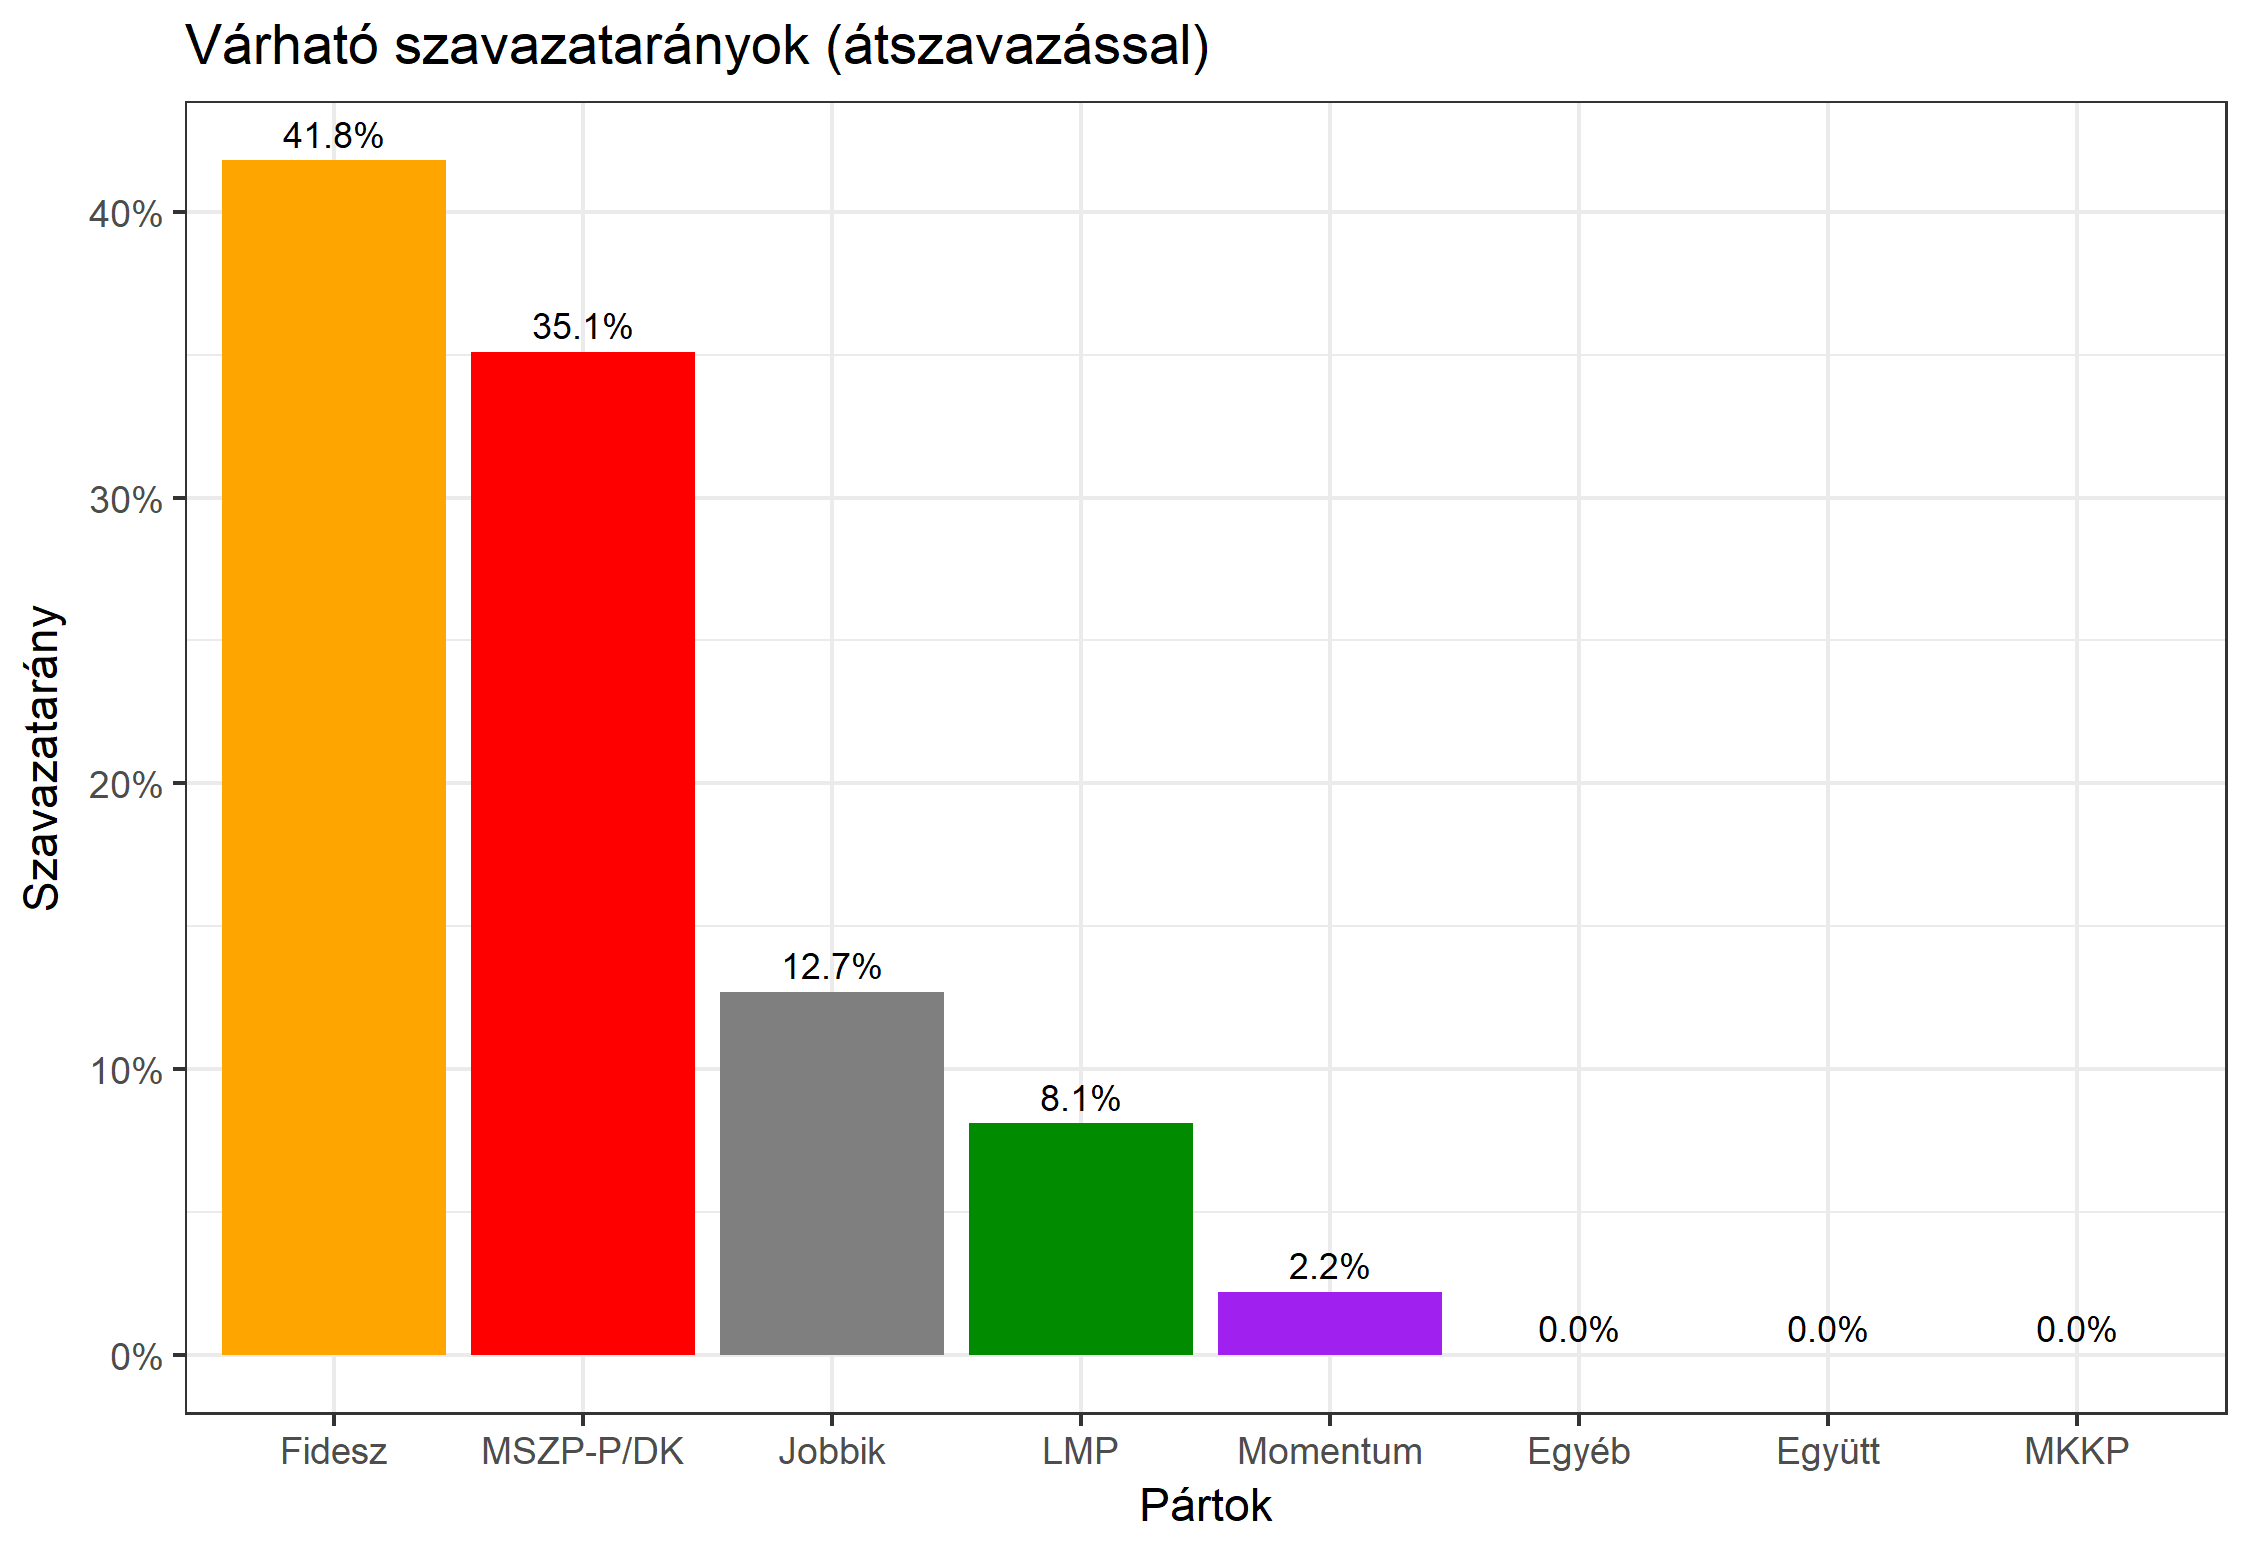 Várható szavazatarányok (átszavazással)
41.8%
35.1%
12.7%
8.1%
2.2%
0.0%
0.0%
0.0%
40%
30%
20%
10%
0%
Szavazatarány
Fidesz
MSZP-P/DK
Jobbik
LMP
Momentum
Egyéb
Együtt
MKKP
Pártok